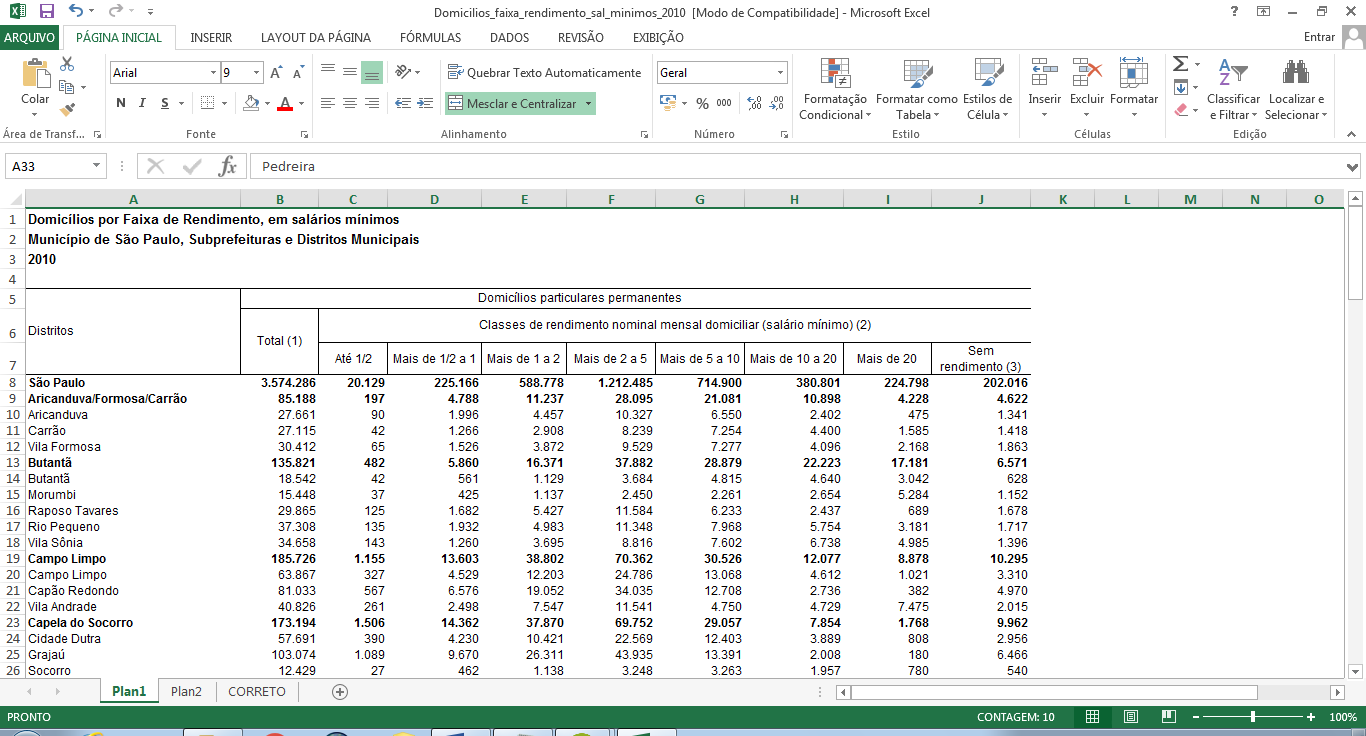 Domicilios_faixa_rendimento_sal_minimos_2010 [Modo de Compatibilidade] - Microsoft Excel
ARQUIVO PÁGINA INICIAL INSERIR LAYOUT DA PÁGINA FÓRMULAS DADOS REVISÃO EXIBIÇÃO Entrar
Colar
Arial 9
N I S
Quebrar Texto Automaticamente
Mesclar e Centralizar
Geral
% 000
Formatação Condicional
Formatar como Tabela
Estilos de Célula
Inserir Excluir Formatar
Classificar e Filtrar
Localizar e Selecionar
Área de Transf... Fonte Alinhamento Número Estilo Células Edição
A33 fx Pedreira
A B C D E F G H I J K L M N O
1 Domicílios por Faixa de Rendimento, em salários mínimos
2 Município de São Paulo, Subprefeituras e Distritos Municipais
3 2010
4
5 Domicílios particulares permanentes
6 Distritos Total (1) Classes de rendimento nominal mensal domiciliar (salário mínimo) (2)
7 Até 1/2 Mais de 1/2 a 1 Mais de 1 a 2 Mais de 2 a 5 Mais de 5 a 10 Mais de 10 a 20 Mais de 20 Sem rendimento (3)
8 São Paulo 3.574.286 20.129 225.166 588.778 1.212.485 714.900 380.801 224.798 202.016
9 Aricanduva/Formosa/Carrão 85.188 197 4.788 11.237 28.095 21.081 10.898 4.228 4.622
10 Aricanduva 27.661 90 1.996 4.457 10.327 6.550 2.402 475 1.341
11 Carrão 27.115 42 1.266 2.908 8.239 7.254 4.400 1.585 1.418
12 Vila Formosa 30.412 65 1.526 3.872 9.529 7.277 4.096 2.168 1.863
13 Butantã 135.821 482 5.860 16.371 37.882 28.879 22.223 17.181 6.571
14 Butantã 18.542 42 561 1.129 3.684 4.815 4.640 3.042 628
15 Morumbi 15.448 37 425 1.137 2.450 2.261 2.654 5.284 1.152
16 Raposo Tavares 29.865 125 1.682 5.427 11.584 6.233 2.437 689 1.678
17 Rio Pequeno 37.308 135 1.932 4.983 11.348 7.968 5.754 3.181 1.717
18 Vila Sônia 34.658 143 1.260 3.695 8.816 7.602 6.738 4.985 1.396
19 Campo Limpo 185.726 1.155 13.603 38.802 70.362 30.526 12.077 8.878 10.295
20 Campo Limpo 63.867 327 4.529 12.203 24.786 13.068 4.612 1.021 3.310
21 Capão Redondo 81.033 567 6.576 19.052 34.035 12.708 2.736 382 4.970
22 Vila Andrade 40.826 261 2.498 7.547 11.541 4.750 4.729 7.475 2.015
23 Capela do Socorro 173.194 1.506 14.362 37.870 69.752 29.057 7.854 1.768 9.962
24 Cidade Dutra 57.691 390 4.230 10.421 22.569 12.403 3.889 808 2.956
25 Grajaú 103.074 1.089 9.670 26.311 43.935 13.391 2.008 180 6.466
26 Socorro 12.429 27 462 1.138 3.248 3.263 1.957 780 540
Plan1 Plan2 CORRETO
PRONTO CONTAGEM: 10 100%